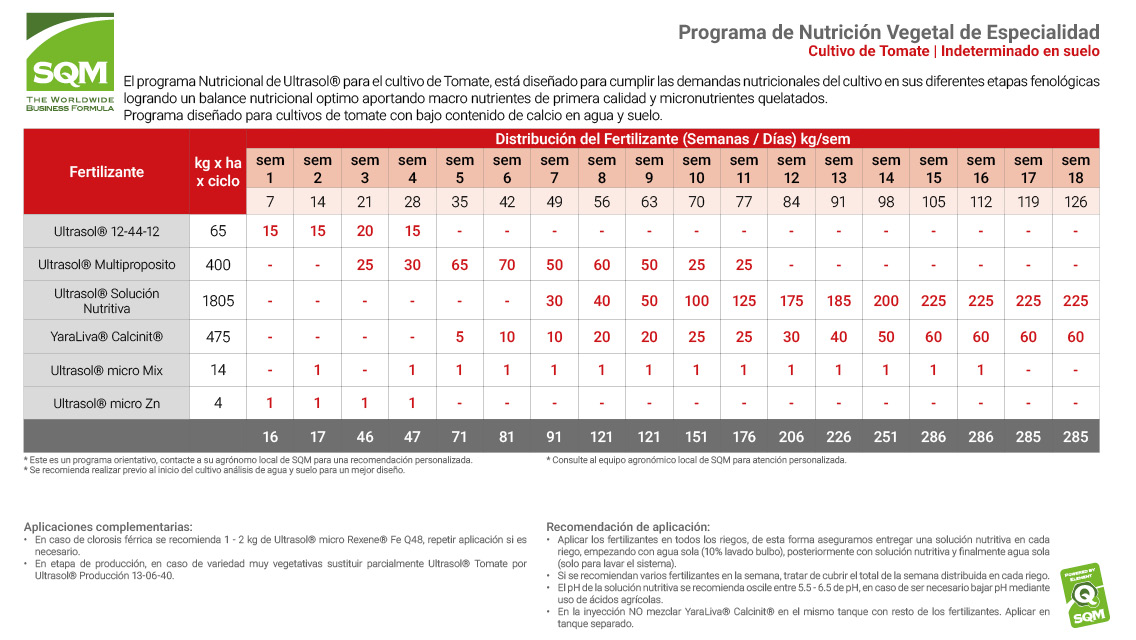 SQM
THE WORLDWIDE
BUSINESS FORMULA
Programa de Nutrición Vegetal de Especialidad
Cultivo de Tomate | Indeterminado en suelo
El programa Nutricional de Ultrasol® para el cultivo de Tomate, está diseñado para cumplir las demandas nutricionales del cultivo en sus diferentes etapas fenológicas
logrando un balance nutricional optimo aportando macro nutrientes de primera calidad y micronutrientes quelatados.
Programa diseñado para cultivos de tomate con bajo contenido de calcio en agua y suelo.
Fertilizante kg x ha x ciclo Distribución del Fertilizante (Semanas / Días) kg/sem
sem 1 sem 2 sem 3 sem 4 sem 5 sem 6 sem 7 sem 8 sem 9 sem 10 sem 11 sem 12 sem 13 sem 14 sem 15 sem 16 sem 17 sem 18
7 14 21 28 35 42 49 56 63 70 77 84 91 98 105 112 119 126
Ultrasol® 12-44-12 65 15 15 20 15 - - - - - - - - - - - - - -
Ultrasol® Multiproposito 400 - - 25 30 65 70 50 60 50 25 25 - - - - - - -
Ultrasol® Solución Nutritiva 1805 - - - - - - 30 40 50 100 125 175 185 200 225 225 225 225
YaraLiva® Calcinit® 475 - - - - 5 10 10 20 20 25 25 30 40 50 60 60 60 60
Ultrasol® micro Mix 14 - 1 - 1 1 1 1 1 1 1 1 1 1 1 1 1 - -
Ultrasol® micro Zn 4 1 1 1 1 - - - - - - - - - - - - - -
16 17 46 47 71 81 91 121 121 151 176 206 226 251 286 286 285 285
* Este es un programa orientativo, contacte a su agrónomo local de SQM para una recomendación personalizada.
* Se recomienda realizar previo al inicio del cultivo análisis de agua y suelo para un mejor diseño.
* Consulte al equipo agronómico local de SQM para atención personalizada.
Aplicaciones complementarias:
• En caso de clorosis férrica se recomienda 1 - 2 kg de Ultrasol® micro Rexene® Fe Q48, repetir aplicación si es
necesario.
• En etapa de producción, en caso de variedad muy vegetativas sustituir parcialmente Ultrasol® Tomate por
Ultrasol® Producción 13-06-40.
Recomendación de aplicación:
• Aplicar los fertilizantes en todos los riegos, de esta forma aseguramos entregar una solución nutritiva en cada
riego, empezando con agua sola (10% lavado bulbo), posteriormente con solución nutritiva y finalmente agua sola
(solo para lavar el sistema).
• Si se recomendan varios fertilizantes en la semana, tratar de cubrir el total de la semana distribuida en cada riego.
• El pH de la solución nutritiva se recomienda oscile entre 5.5 - 6.5 de pH, en caso de ser necesario bajar pH mediante
uso de ácidos agrícolas.
• En la inyección NO mezclar YaraLiva® Calcinit® en el mismo tanque con resto de los fertilizantes. Aplicar en
tanque separado.
POWERED BY
ELEMENT
Q
SQM